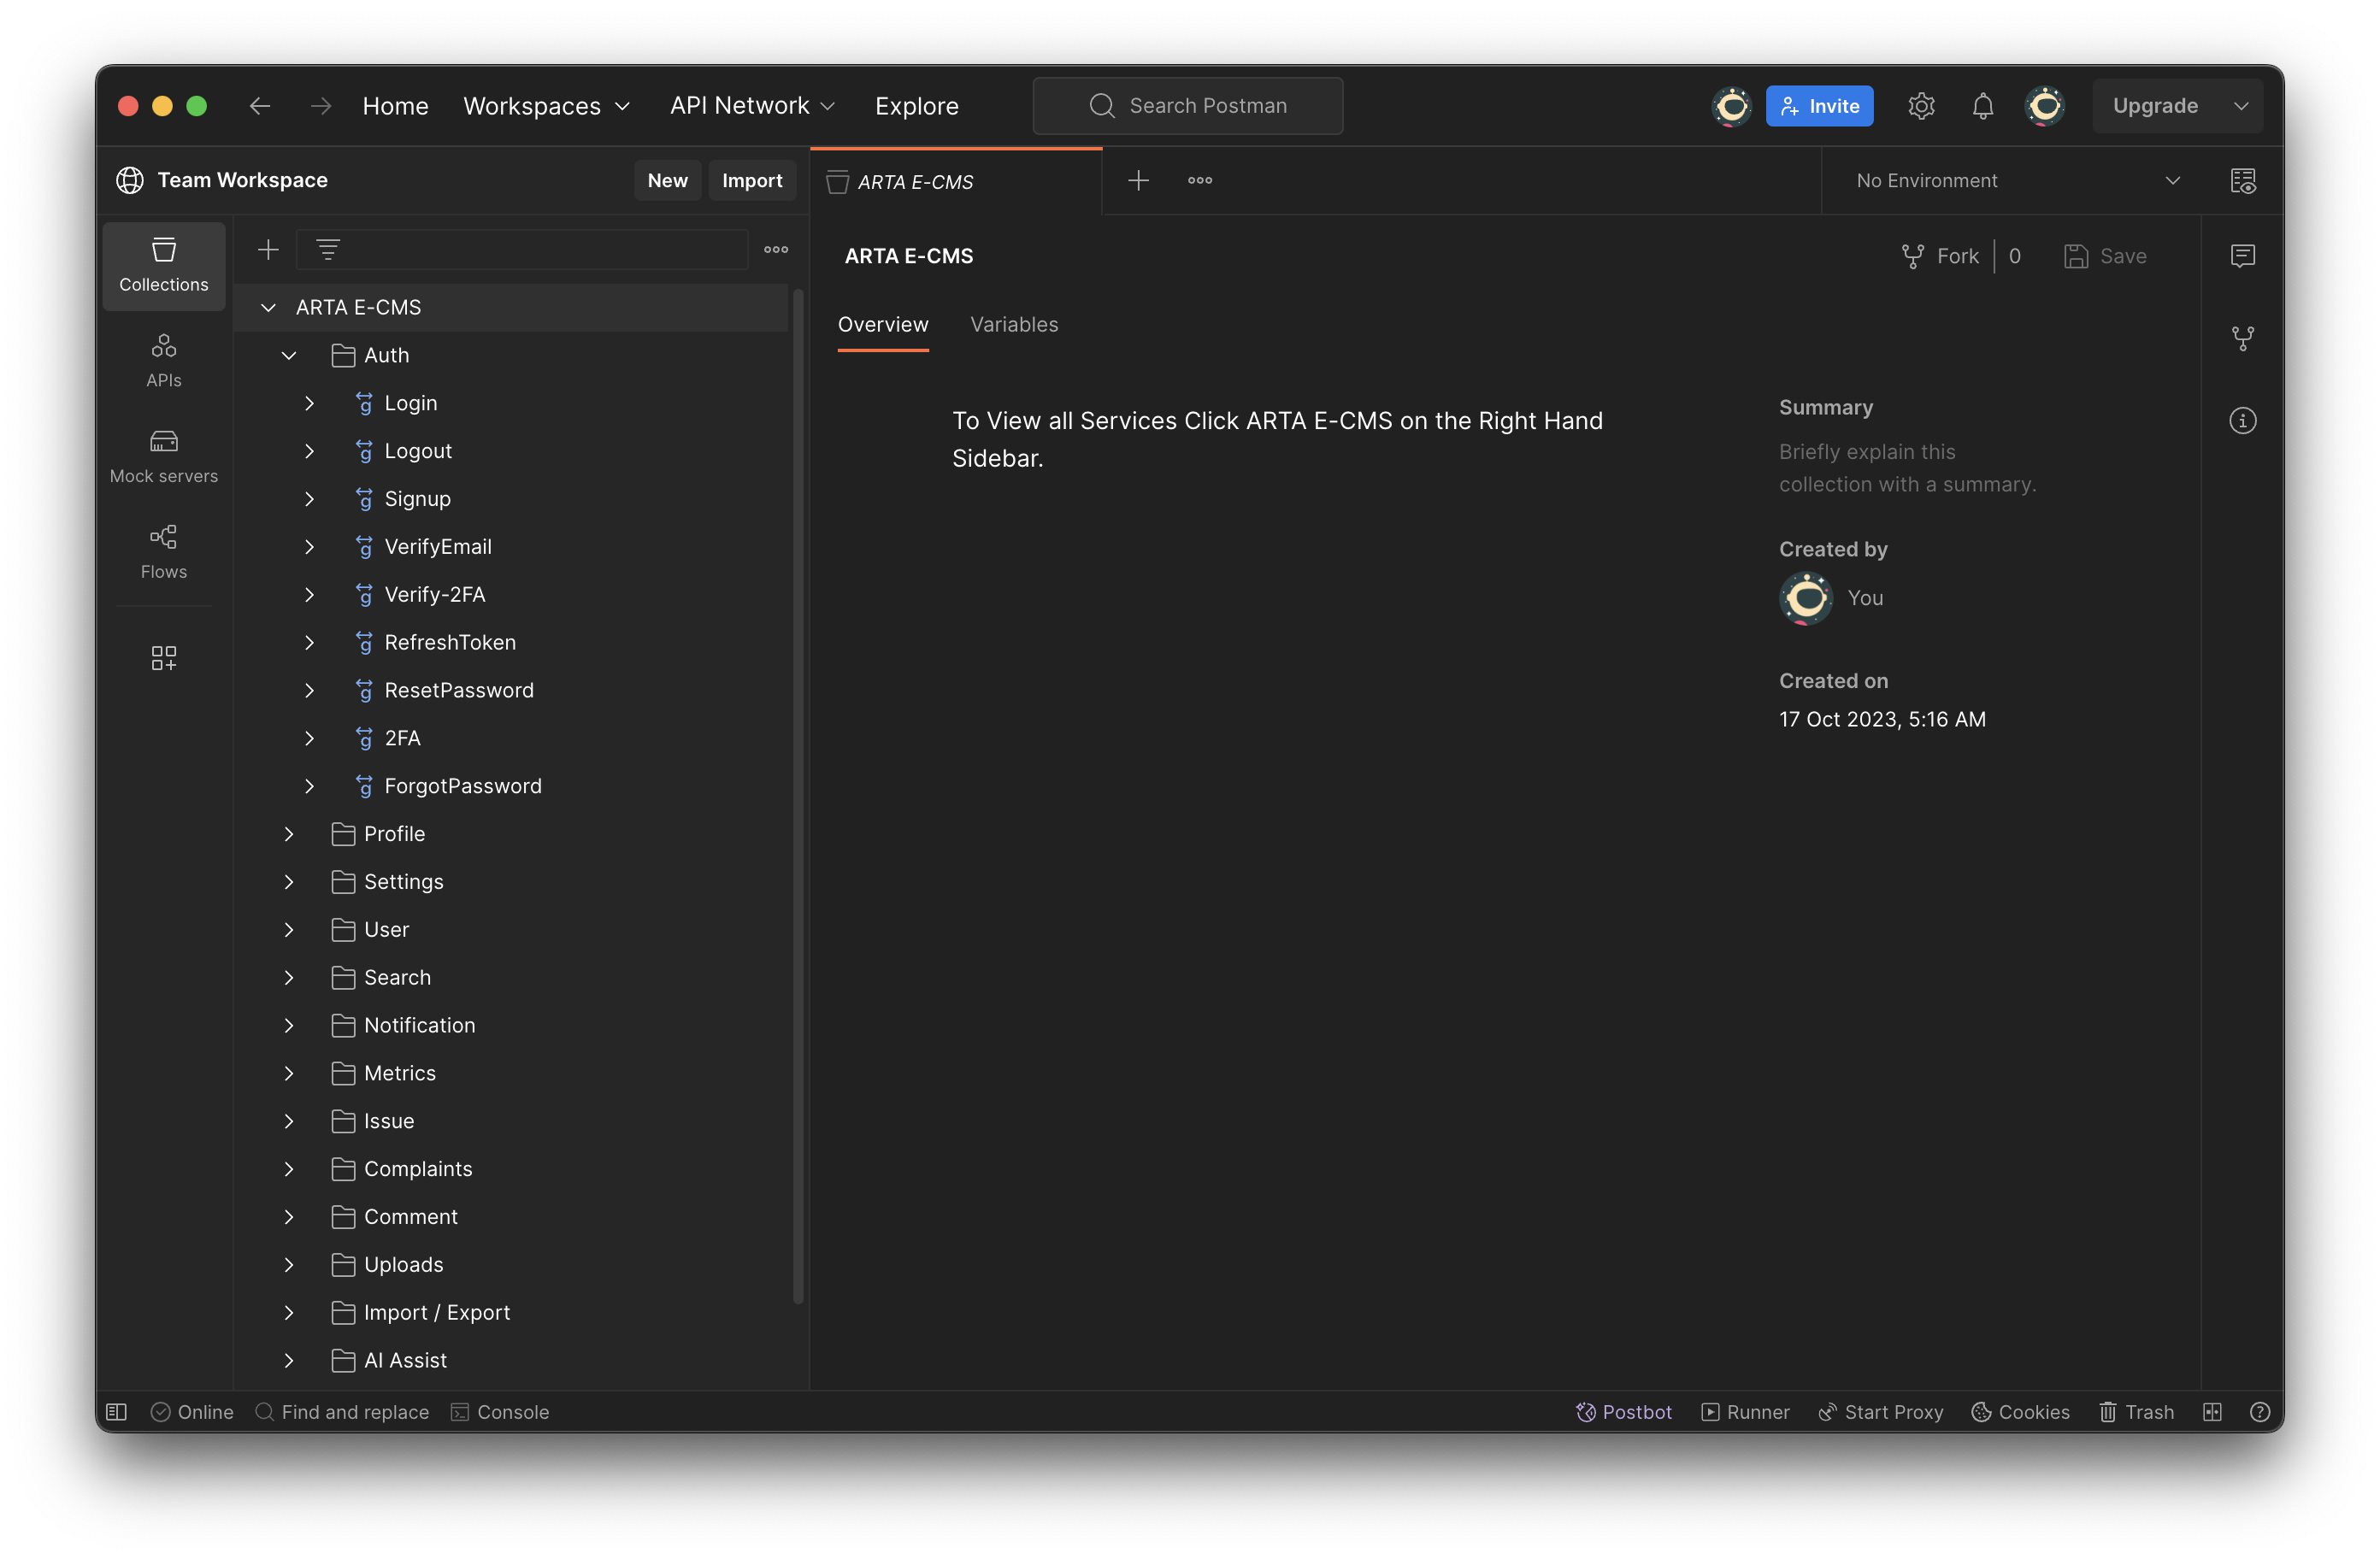 Home Workspaces API Network Explore Search Postman Invite Upgrade
Team Workspace New Import ARTA E-CMS No Environment
Collections
APIs
Mock servers
Flows
ARTA E-CMS
Auth
Login
Logout
Signup
VerifyEmail
Verify-2FA
RefreshToken
ResetPassword
2FA
ForgotPassword
Profile
Settings
User
Search
Notification
Metrics
Issue
Complaints
Comment
Uploads
Import / Export
AI Assist
ARTA E-CMS Fork 0 Save
Overview Variables
To View all Services Click ARTA E-CMS on the Right Hand
Sidebar.
Summary
Briefly explain this
collection with a summary.
Created by
You
Created on
17 Oct 2023, 5:16 AM
Online Find and replace Console Postbot Runner Start Proxy Cookies Trash